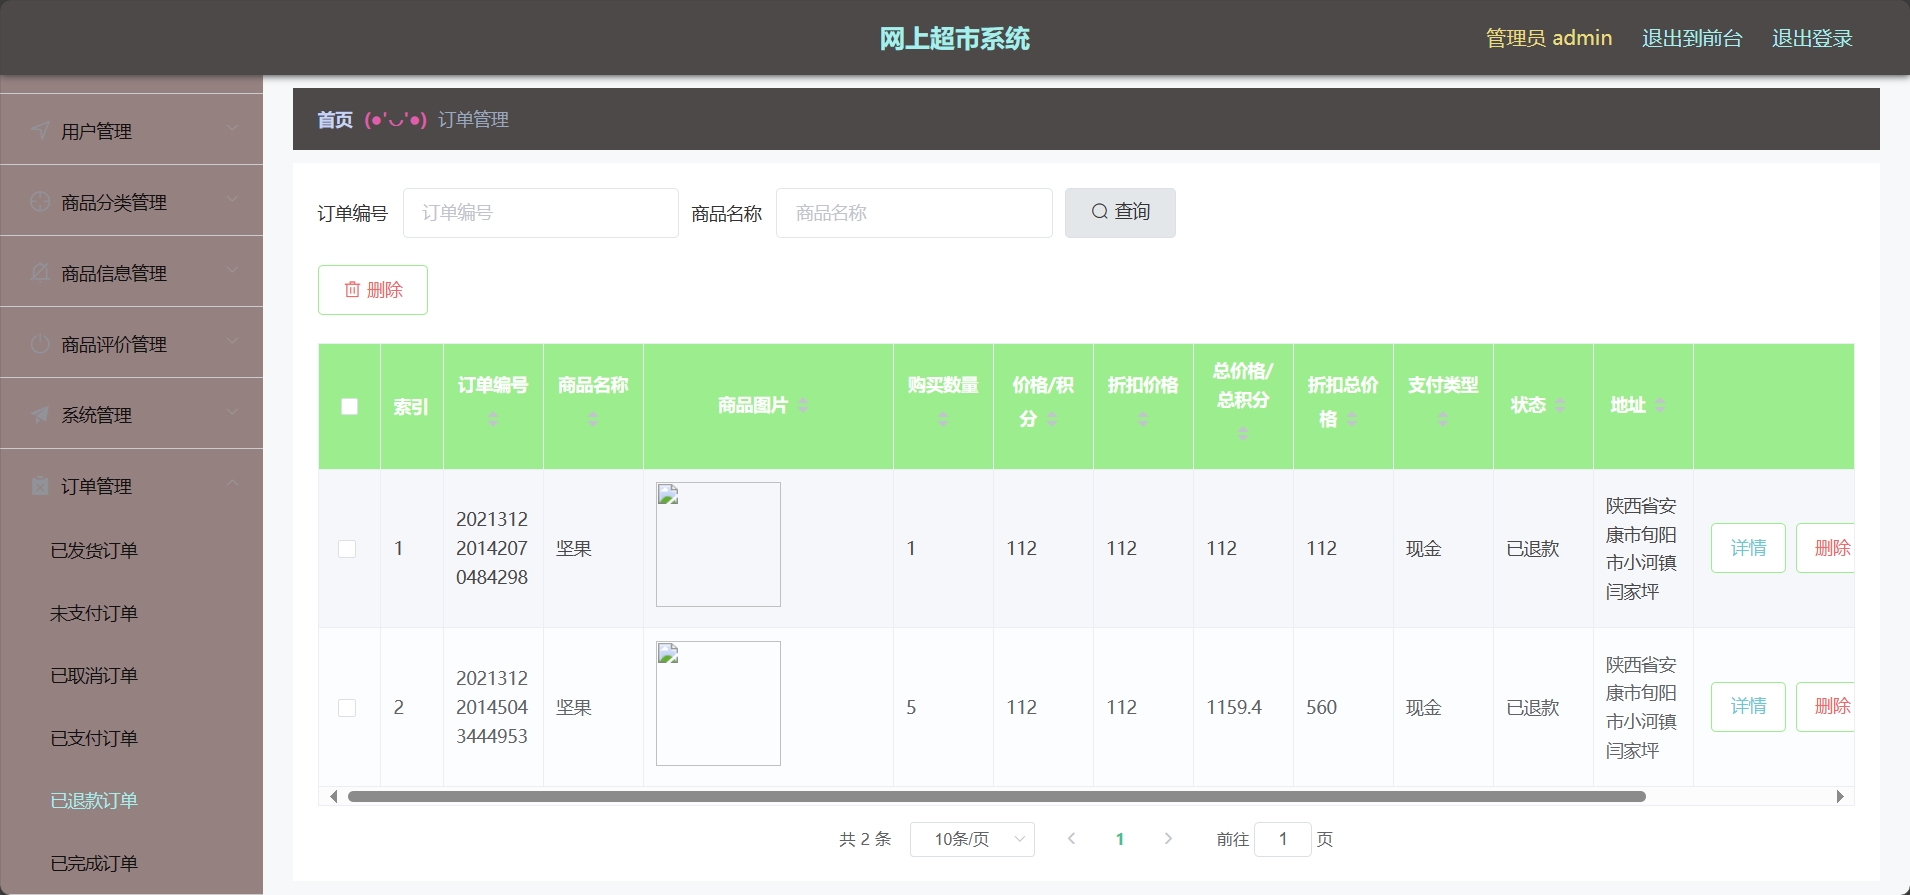 网上超市系统
管理员 admin
退出到前台
退出登录
用户管理
商品分类管理
商品信息管理
商品评价管理
系统管理
订单管理
已发货订单
未支付订单
已取消订单
已支付订单
已退款订单
已完成订单
首页 (●'◡'●) 订单管理
订单编号 订单编号 商品名称 商品名称 查询
删除
索引 订单编号 商品名称 商品图片 购买数量 价格/积分 折扣价格 总价格/总积分 折扣总价格 支付类型 状态 地址
1 2021312 坚果 1 112 112 112 112 现金 已退款 陕西省安 详情 删除
2014207 康市旬阳
0484298 市小河镇
闫家坪
2 2021312 坚果 5 112 112 1159.4 560 现金 已退款 陕西省安 详情 删除
2014504 康市旬阳
3444953 市小河镇
闫家坪
共 2 条 10条/页 1 前往 1 页